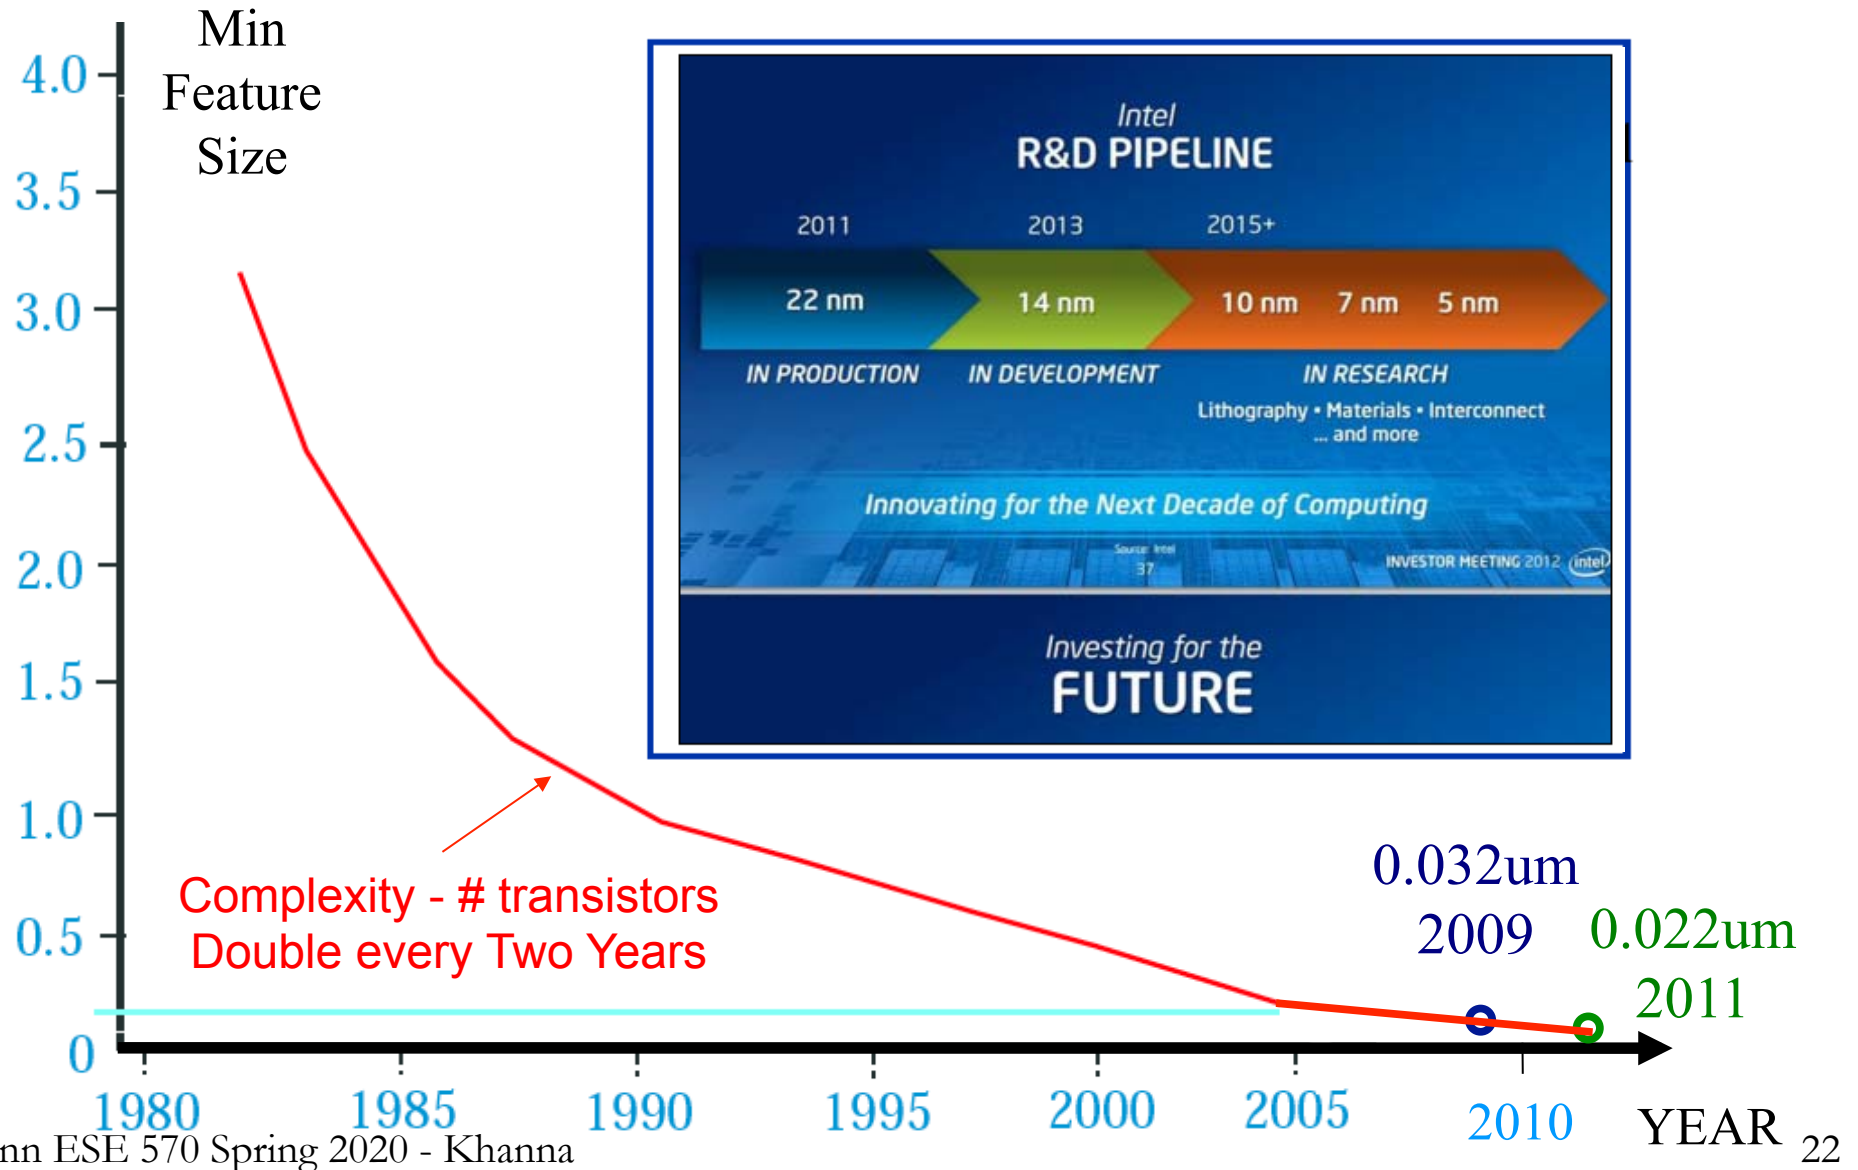 Min
Feature
Size
4.0
3.5
3.0
2.5
2.0
1.5
1.0
0.5
0
Intel
R&D PIPELINE
2011 2013 2015+
22 nm 14 nm 10 nm 7 nm 5 nm
IN PRODUCTION IN DEVELOPMENT IN RESEARCH
Lithography • Materials • Interconnect
... and more
Innovating for the Next Decade of Computing
Source: Intel
37
INVESTOR MEETING 2012 intel
Investing for the
FUTURE
Complexity - # transistors
Double every Two Years
0.032um
2009
0.022um
2011
1980 1985 1990 1995 2000 2005 2010 YEAR
nn ESE 570 Spring 2020 - Khanna
22